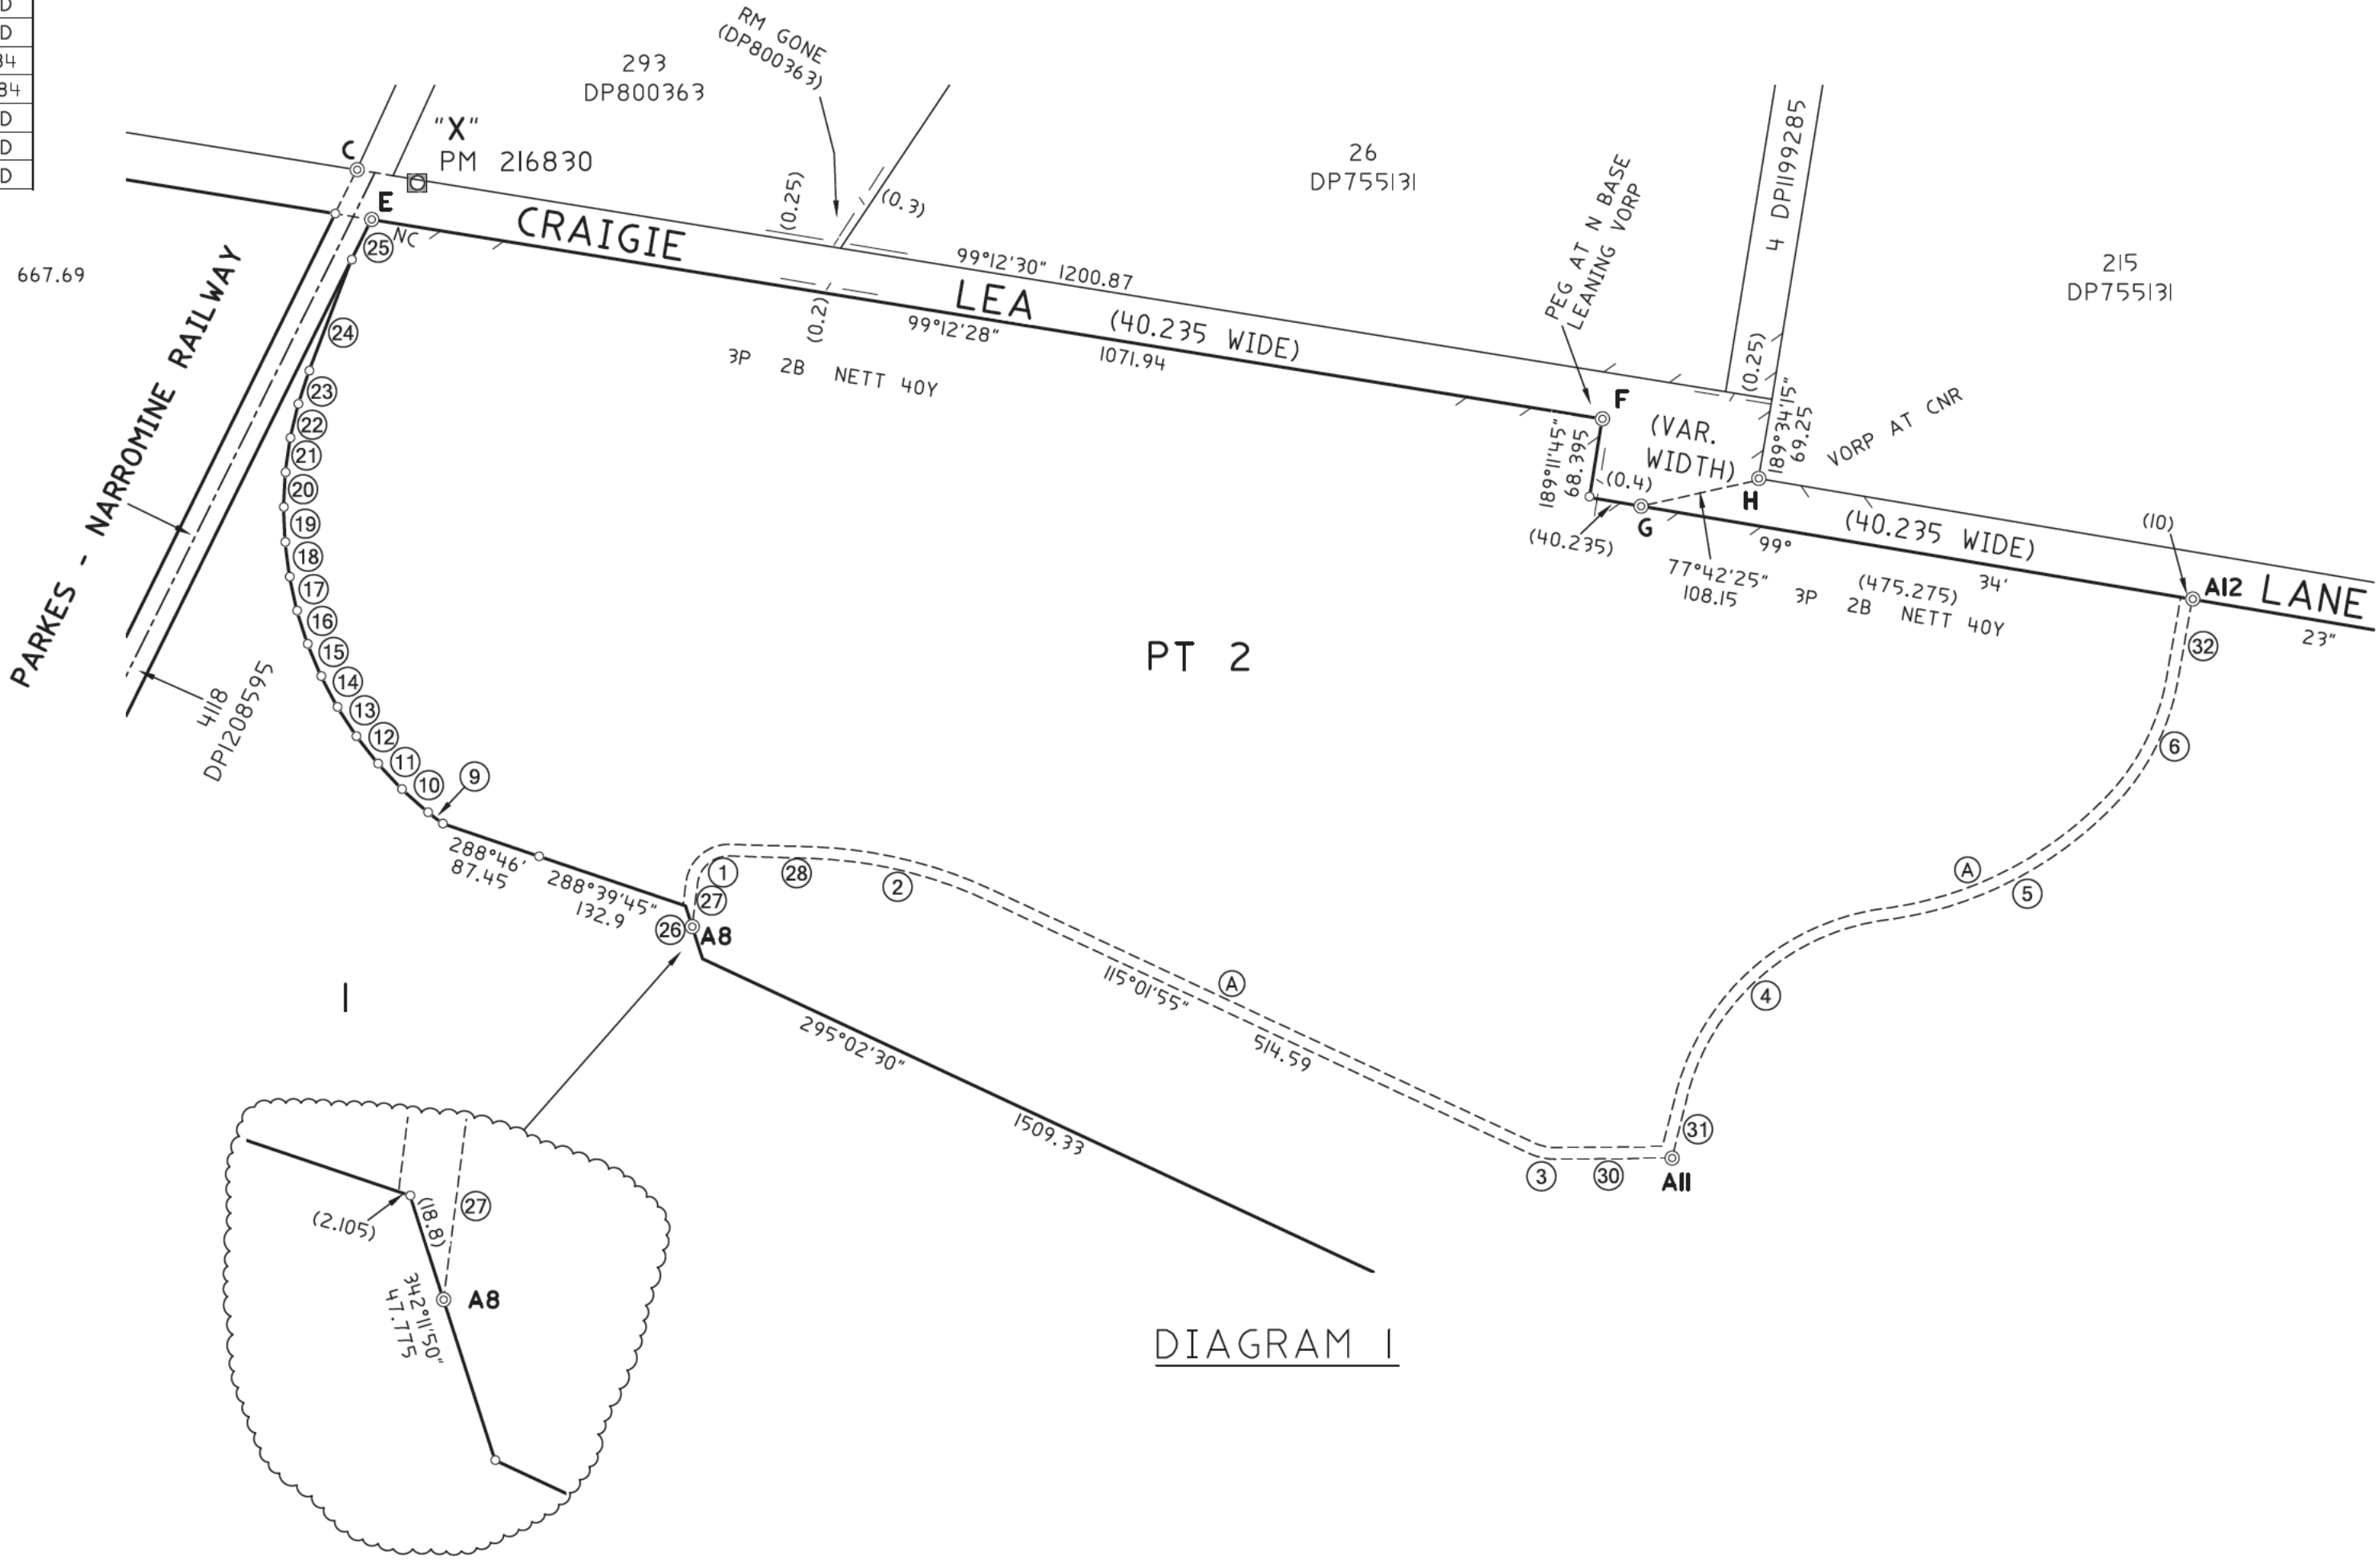 D
D
34
84
D
D
D
RM GONE
(DP800363)
293
DP800363
"X"
PM 216830
C
E
NC
25
667.69
CRAIGIE
LEA
LANE
(0.25)
(0.3)
(0.2)
99°12'30" 1200.87
99°12'28"
1071.94
(40.235 WIDE)
3P 2B NETT 40Y
26
DP755131
PEG AT N BASE
LEANING VORP
4 DP1199285
215
DP755131
(0.25)
F
(VAR.
WIDTH)
189°34'15"
69.25
VORP AT CNR
189°11'45"
68.395
(0.4)
G
H
(40.235)
77°42'25"
108.15
99°
34'
23"
(475.275)
3P 2B NETT 40Y
(40.235 WIDE)
(10)
A12
32
6
5
A
4
31
A11
30
3
PARKES - NARROMINE RAILWAY
4118
DP1208595
24
23
22
21
20
19
18
17
16
15
14
13
12
11
10
9
288°46'
87.45
288°39'45"
132.9
26
27
A8
1
28
2
A
115°01'55"
514.59
295°02'30"
1509.33
PT 2
1
(2.105)
(18.8)
27
342°11'50"
47.775
A8
DIAGRAM 1